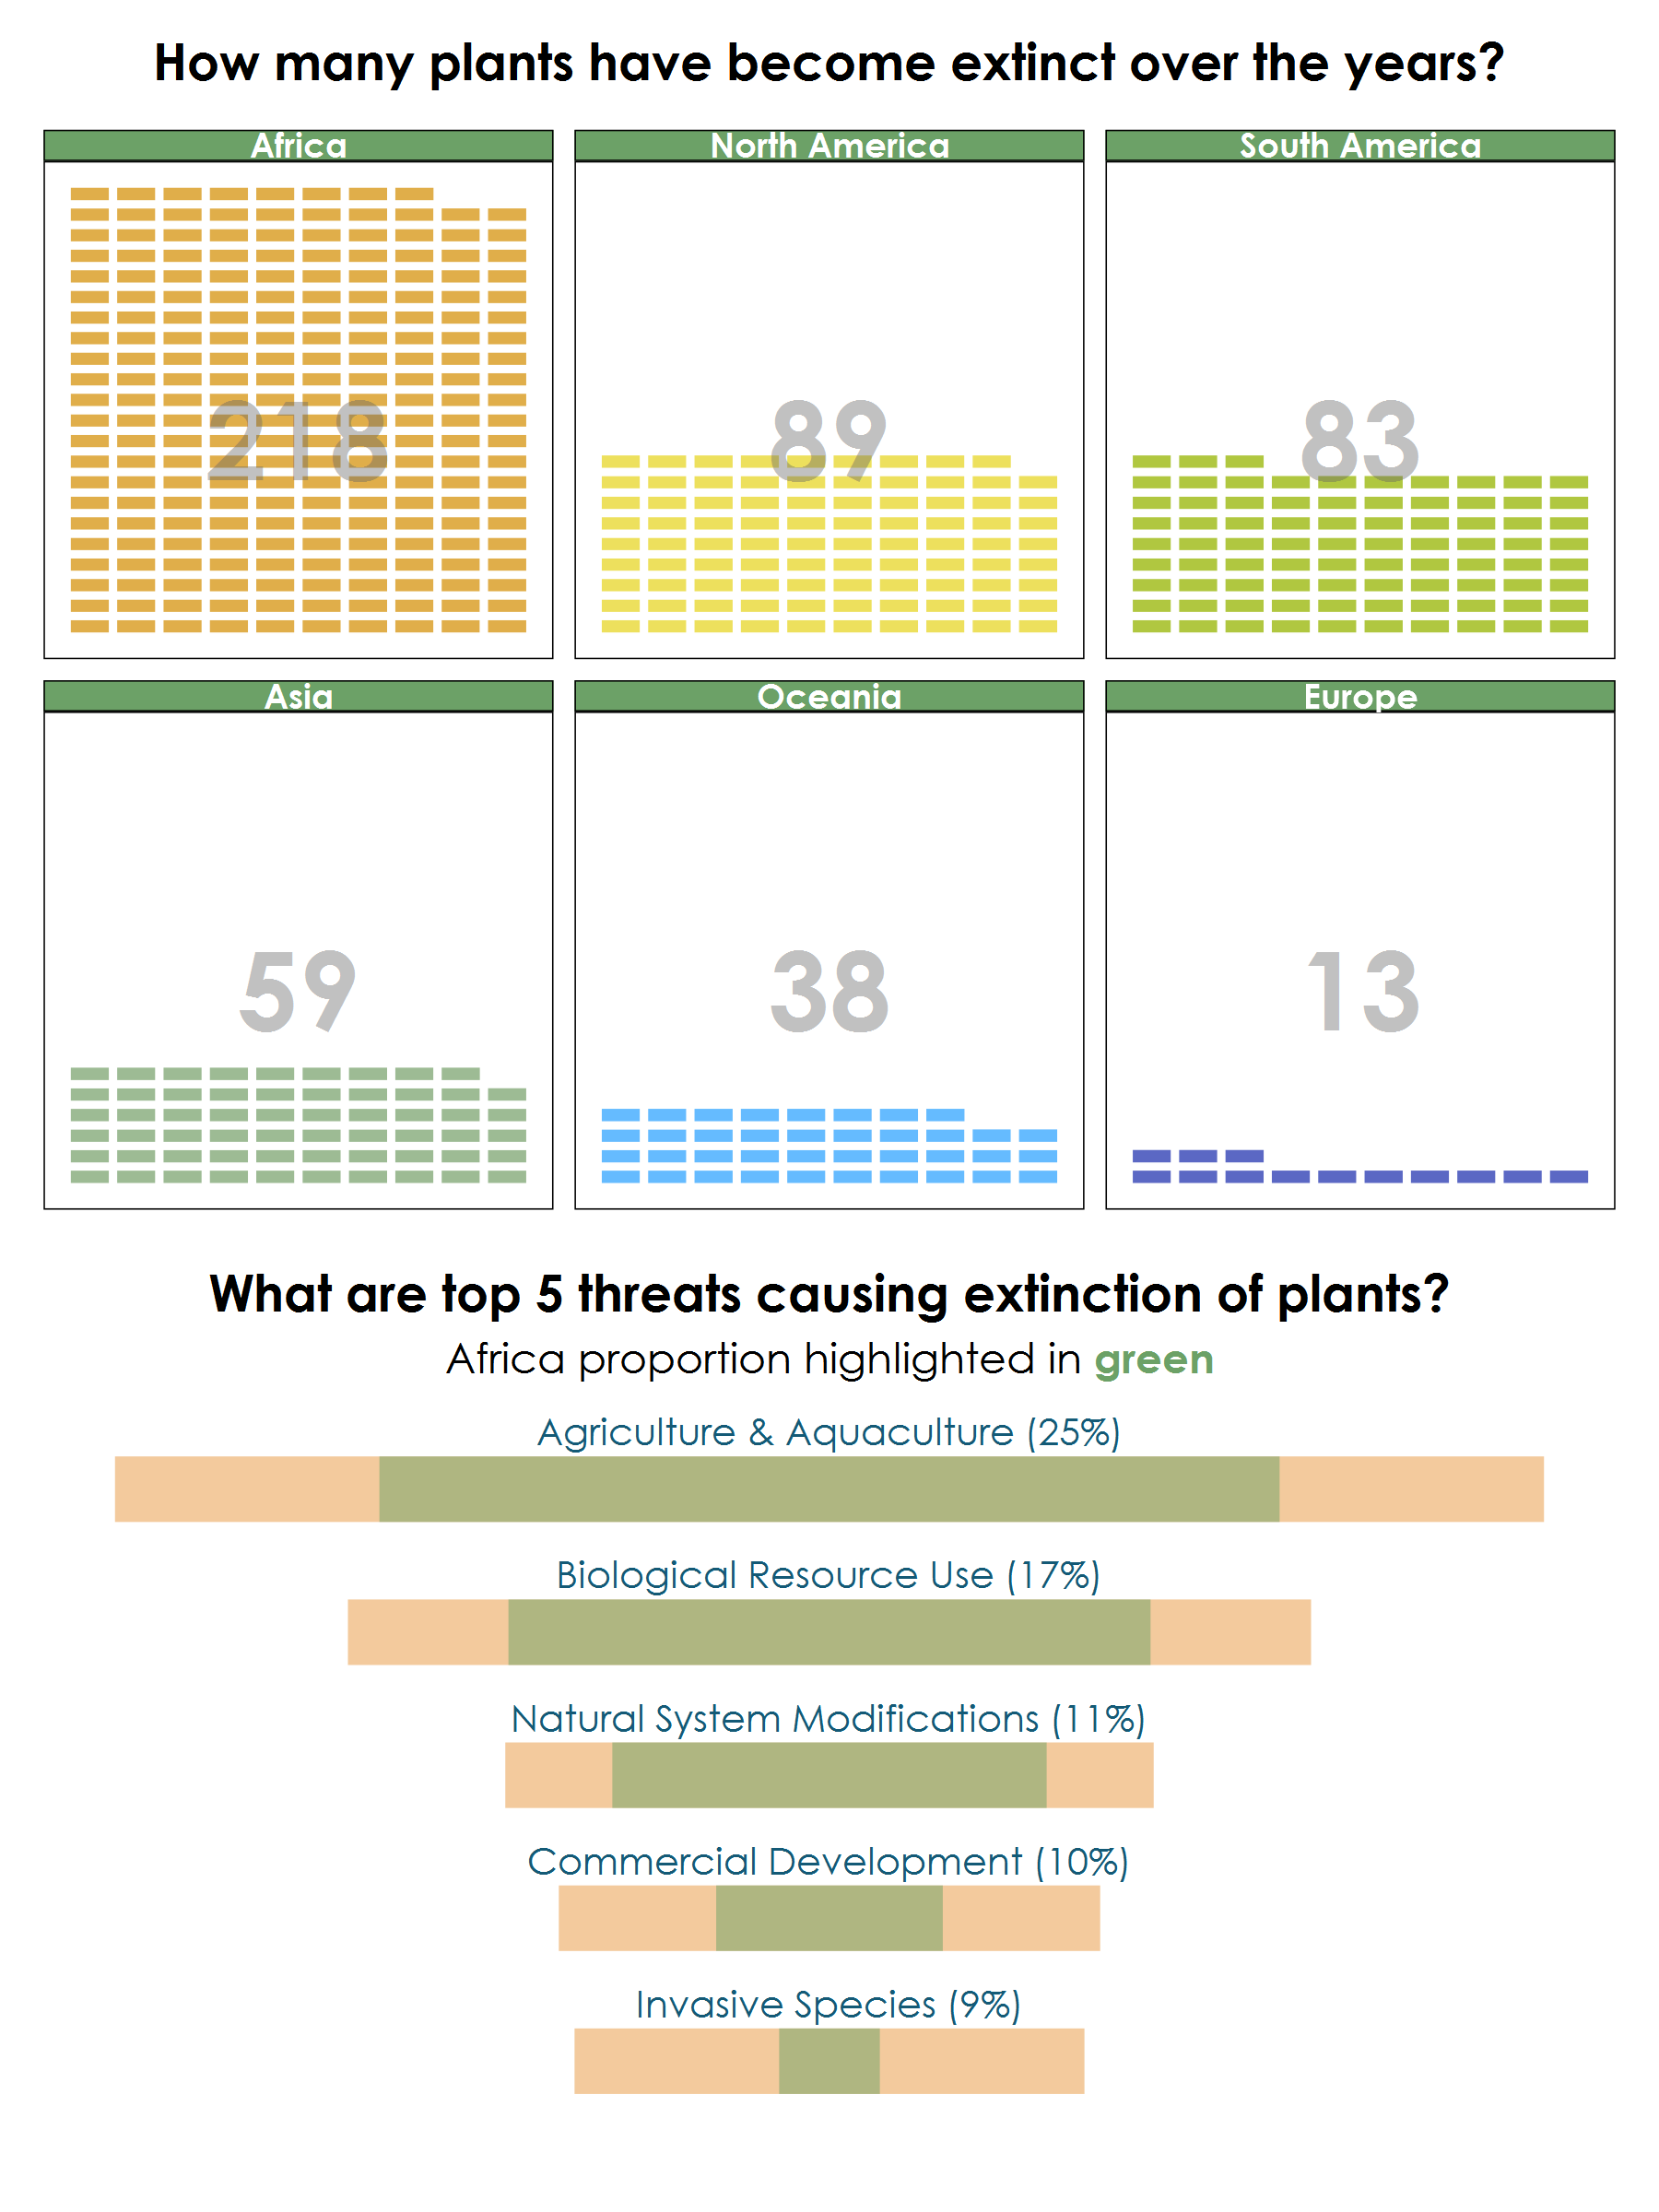 How many plants have become extinct over the years?
Africa
North America
South America
218
89
83
Asia
Oceania
Europe
59
38
13
What are top 5 threats causing extinction of plants?
Africa proportion highlighted in green
Agriculture & Aquaculture (25%)
Biological Resource Use (17%)
Natural System Modifications (11%)
Commercial Development (10%)
Invasive Species (9%)